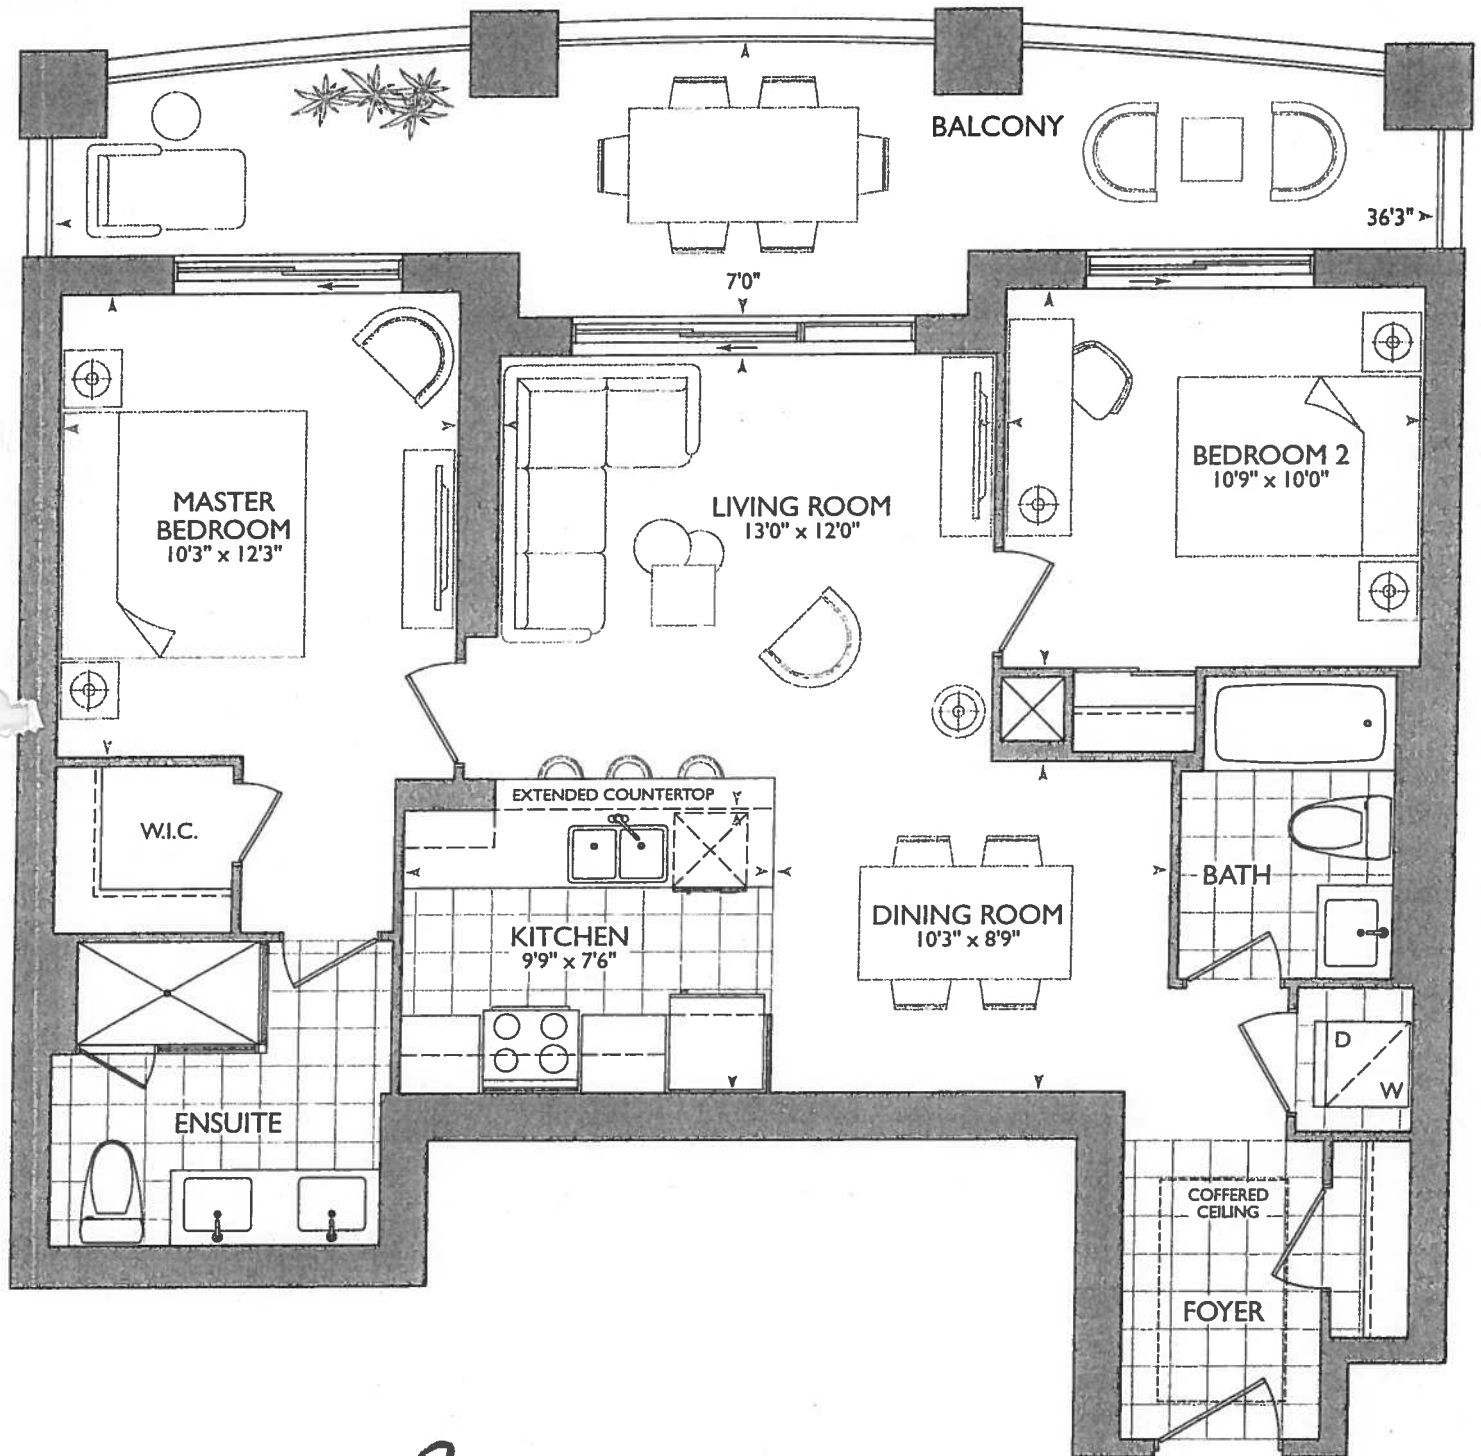 BALCONY
36'3"
7'0"
MASTER
BEDROOM
10'3" x 12'3"
LIVING ROOM
13'0" x 12'0"
BEDROOM 2
10'9" x 10'0"
W.I.C.
EXTENDED COUNTERTOP
KITCHEN
9'9" x 7'6"
DINING ROOM
10'3" x 8'9"
BATH
D
W
ENSUITE
COFFERED
CEILING
FOYER